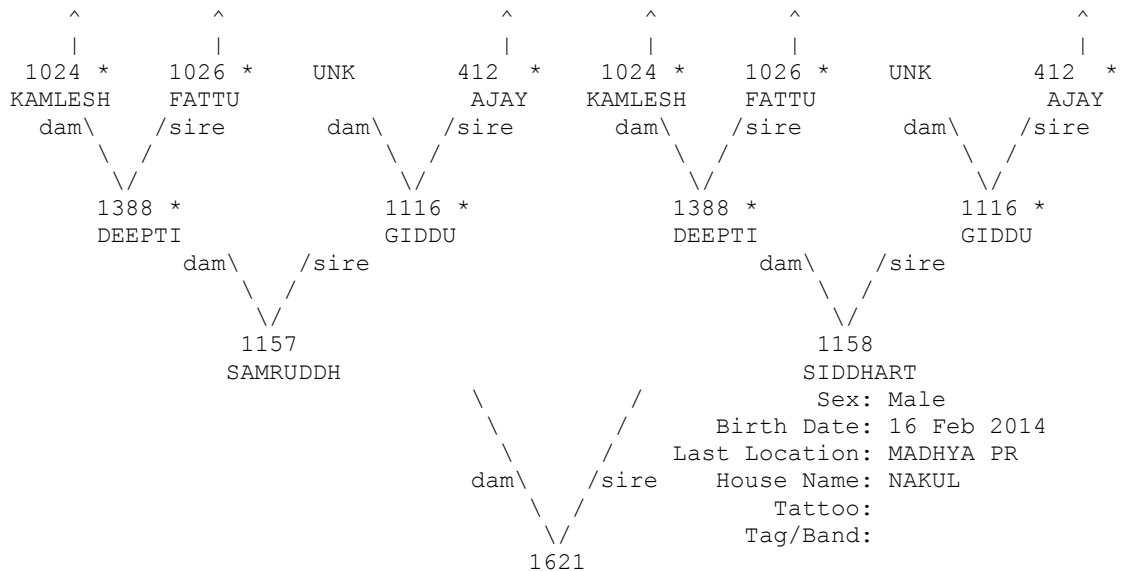 ^         ^                   ^         ^         ^                   ^
     |         |                   |         |         |                   |
 1024 *    1026 *    UNK       412  *    1024 *    1026 *    UNK       412  *
KAMLESH    FATTU                 AJAY    KAMLESH    FATTU                 AJAY
  dam\       /sire       dam\    /sire       dam\     /sire       dam\    /sire
      \  /                \  /                \  /                \  /
       \/                  \/                  \/                  \/
      1388 *              1116 *              1388 *              1116 *
      DEEPTI              GIDDU               DEEPTI              GIDDU
            dam\    /sire                           dam\    /sire
                \  /                                    \  /
                 \/                                      \/
                1157                                    1158
               SAMRUDDH                                SIDDHART
                                \          /            Sex: Male
                                 \        /      Birth Date: 16 Feb 2014
                                  \      /    Last Location: MADHYA PR
                                dam\    /sire    House Name: NAKUL
                                    \  /             Tattoo:
                                     \/            Tag/Band:
                                    1621